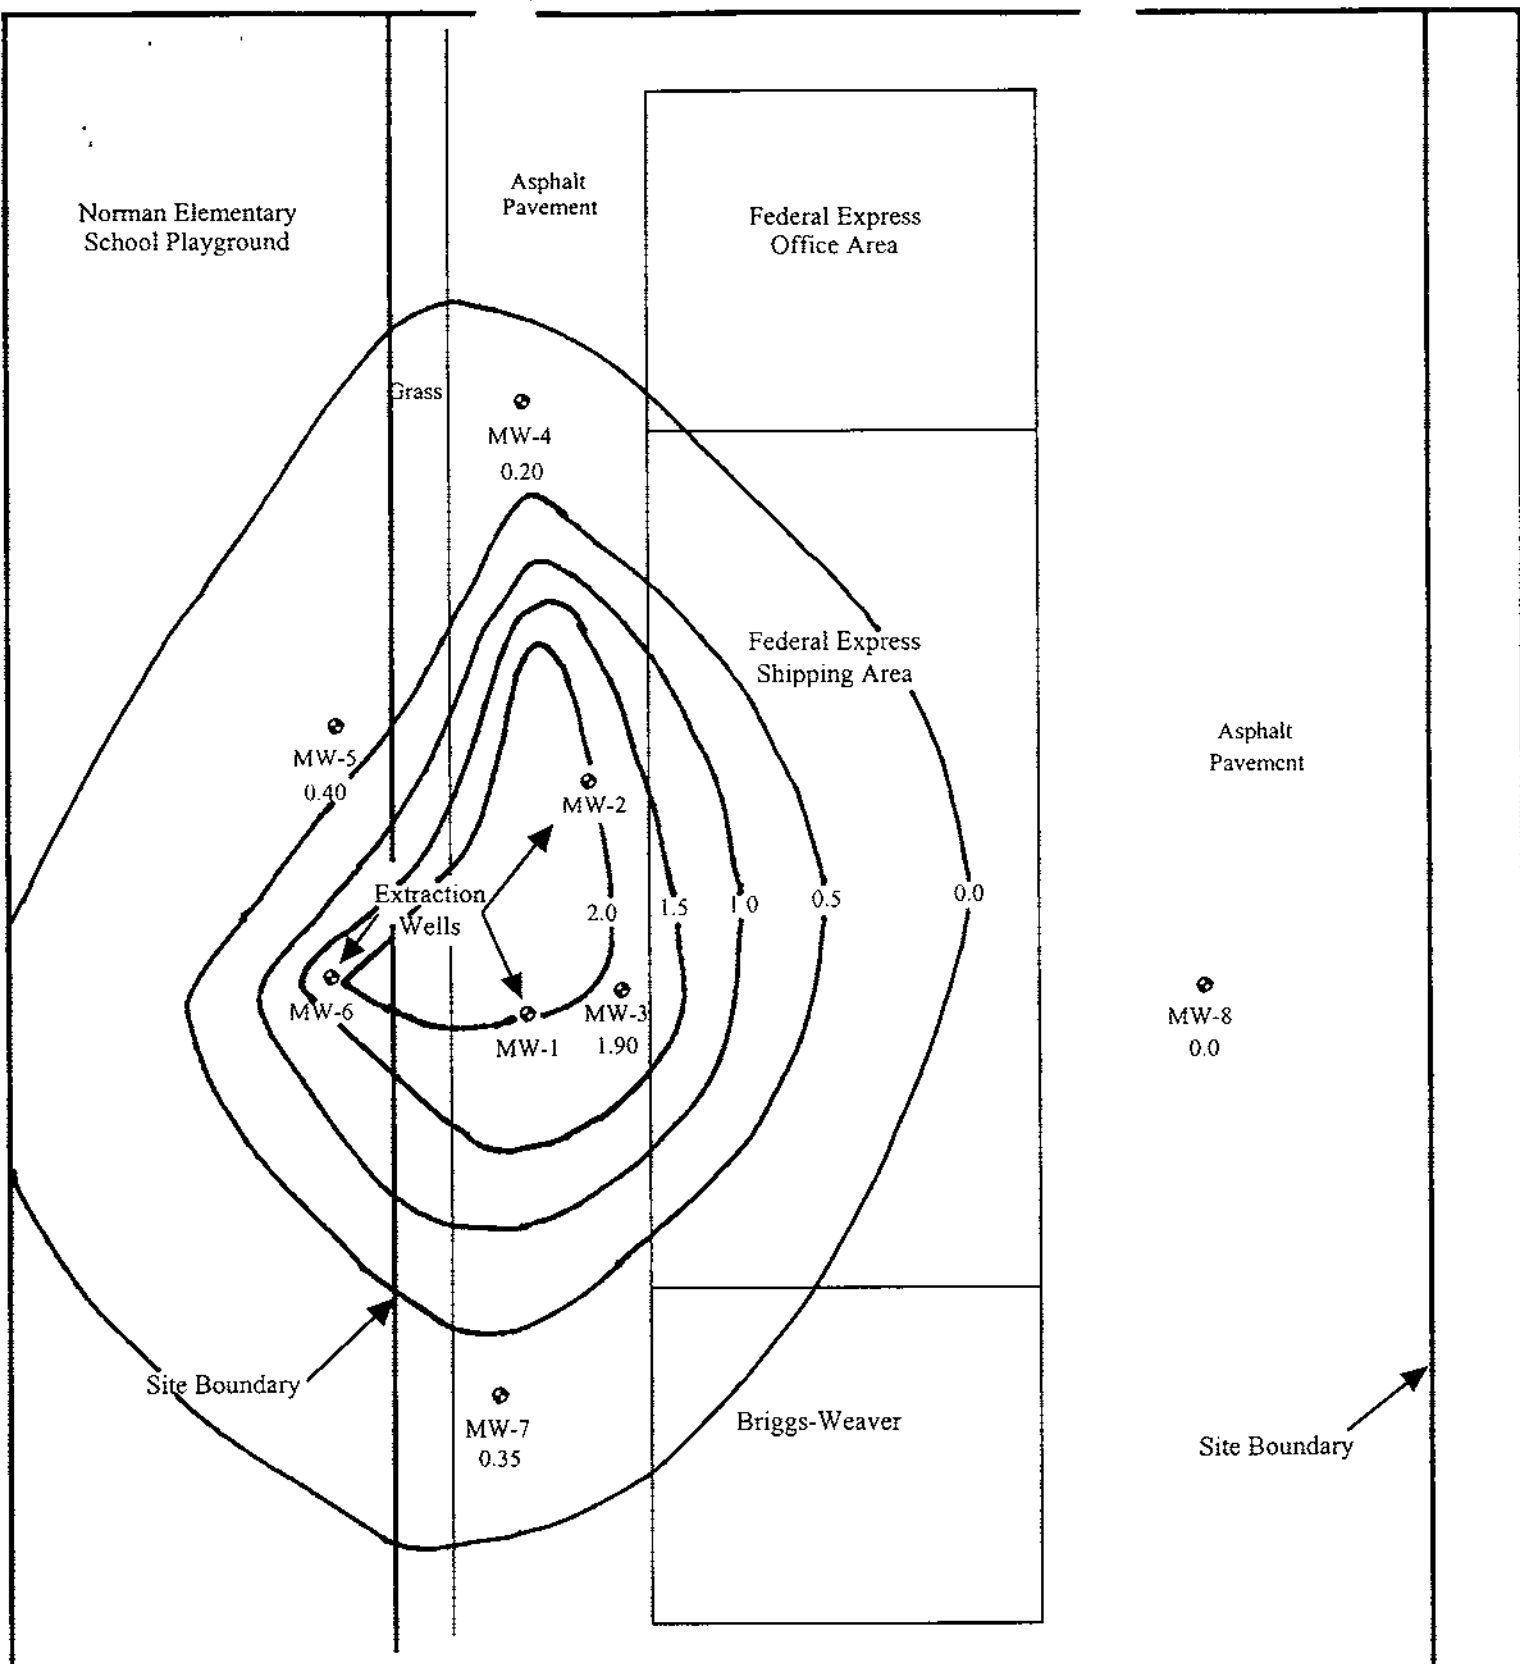 Asphalt
Pavement
Norman Elementary
School Playground
Federal Express
Office Area
Grass
MW-4
0.20
Federal Express
Shipping Area
MW-5
0.40
Asphalt
Pavement
MW-2
Extraction
Wells
2.0
1.5
1 0
0.5
0.0
MW-6
MW-1
MW-3
1.90
MW-8
0.0
Site Boundary
MW-7
0.35
Briggs-Weaver
Site Boundary